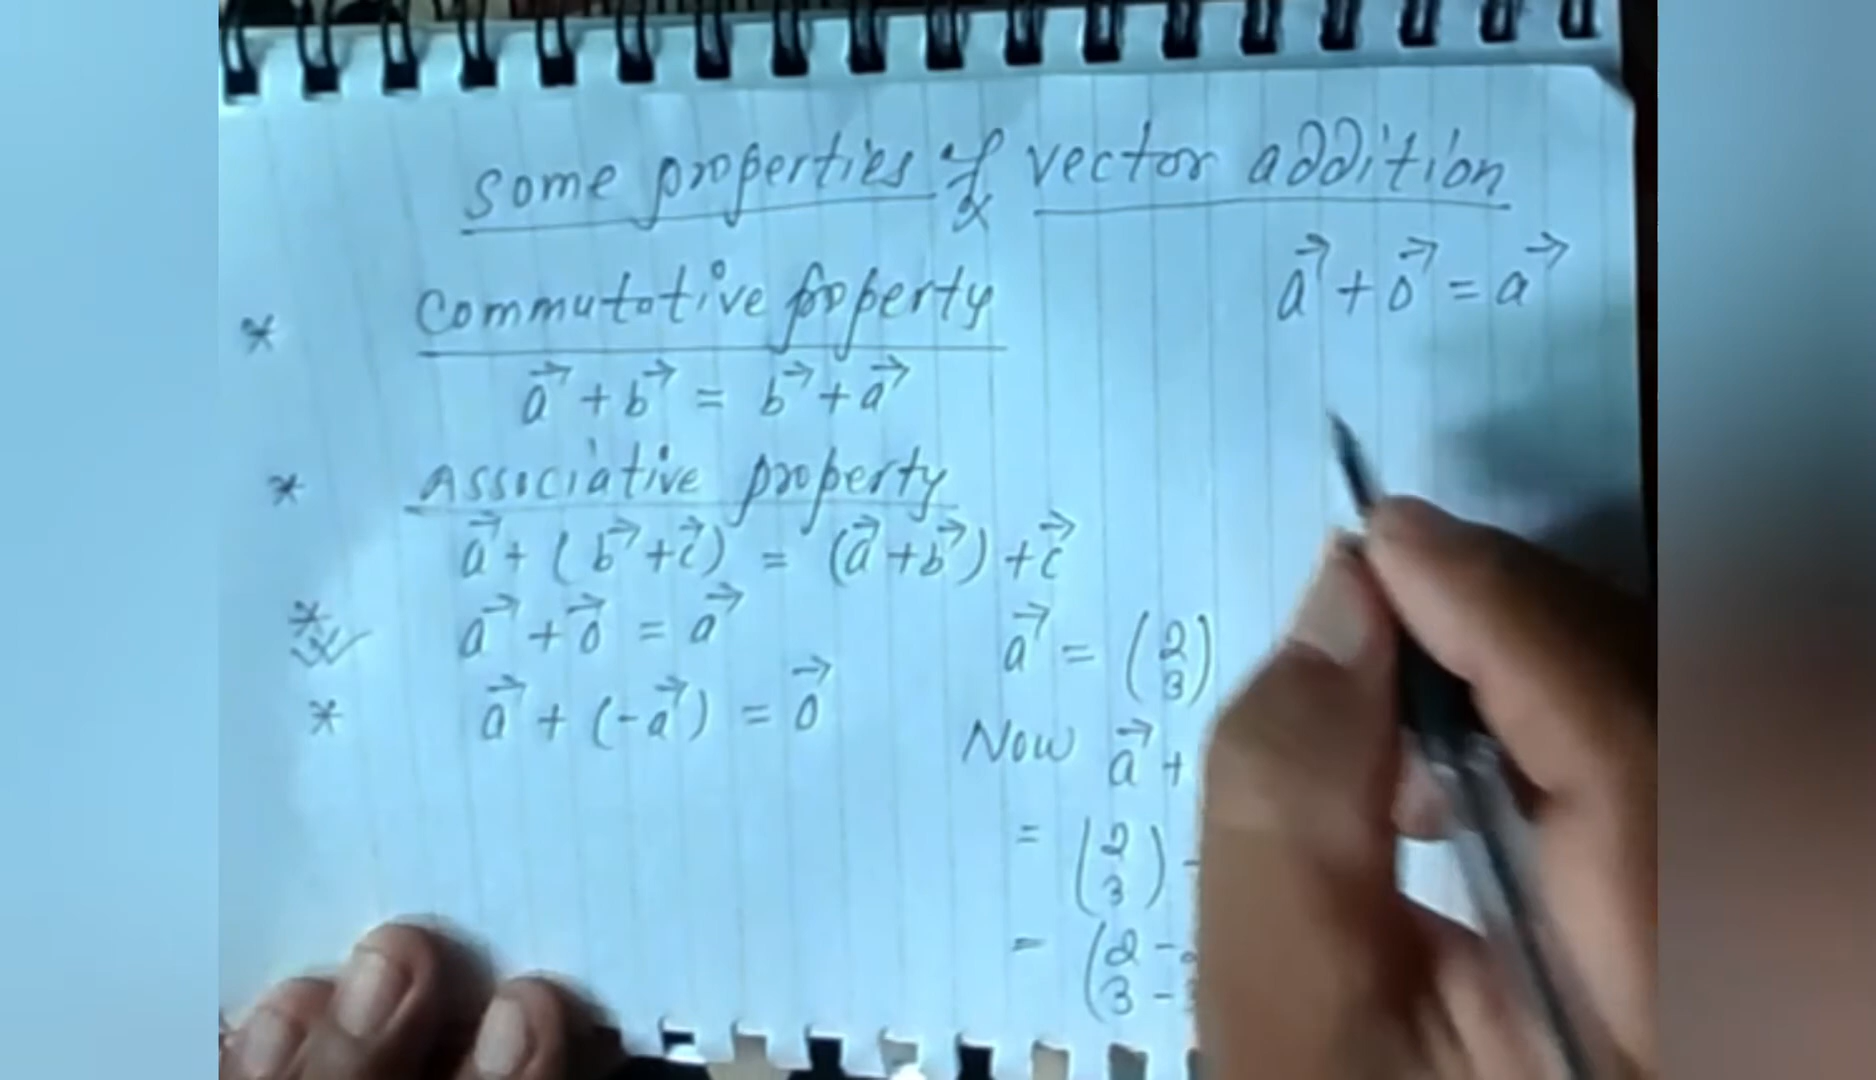 Some properties of vector addition
a⃗ + 0⃗ = a⃗
* Commutative property
a⃗ + b⃗ = b⃗ + a⃗
* Associative property
a⃗ + (b⃗ + c⃗) = (a⃗ + b⃗) + c⃗
* a⃗ + 0⃗ = a⃗
* a⃗ + (-a⃗) = 0⃗
a⃗ = (2
3)
Now a⃗ +
= (2
3) -
= (2 -
3 -